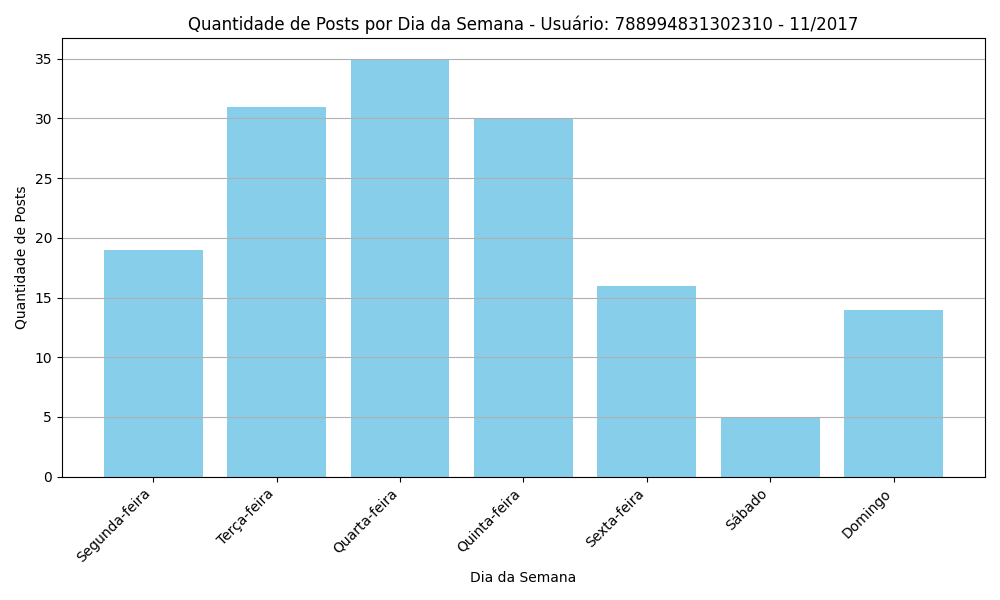 Quantidade de Posts por Dia da Semana - Usuário: 788994831302310 - 11/2017
Quantidade de Posts
35
30
25
20
15
10
5
0
Segunda-feira
Terça-feira
Quarta-feira
Quinta-feira
Sexta-feira
Sábado
Domingo
Dia da Semana